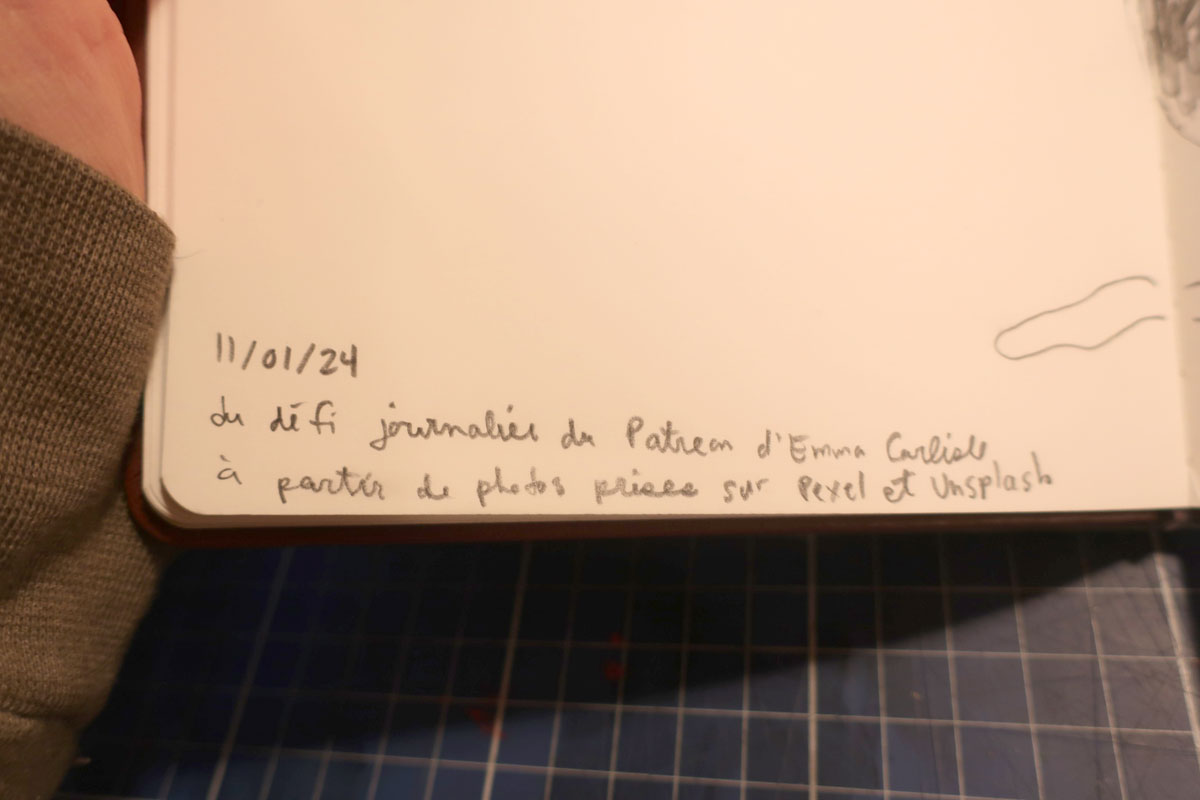 11/01/24
du défi journalier du Patreon d'Emma Carlisle
à partir de photos prises sur Pexel et Unsplash